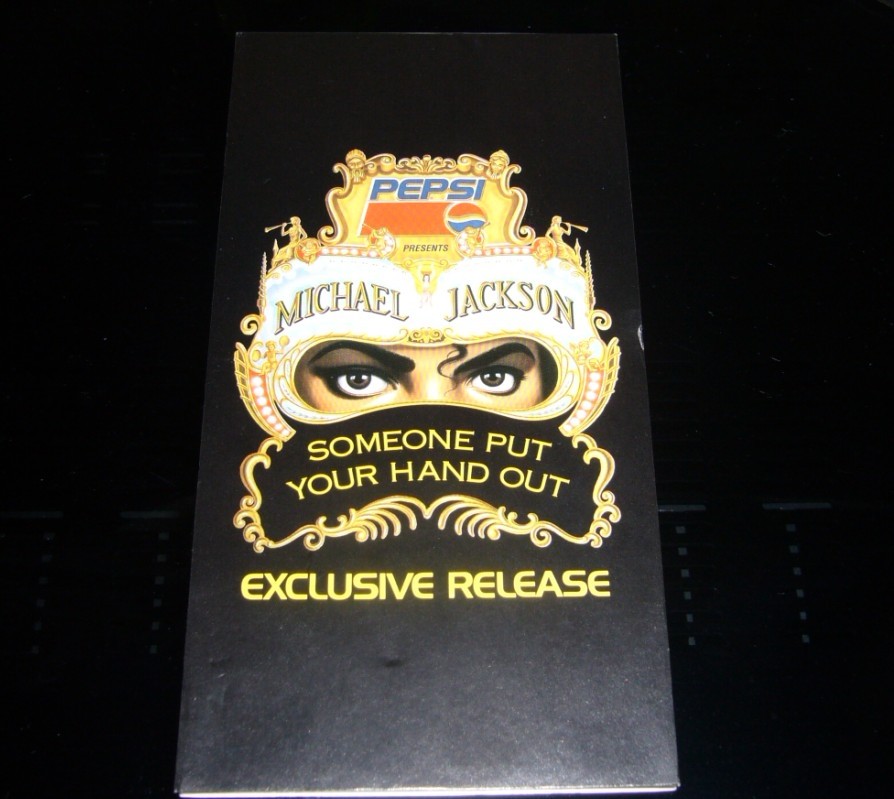 PEPSI
PRESENTS
MICHAEL JACKSON
SOMEONE PUT
YOUR HAND OUT
EXCLUSIVE RELEASE